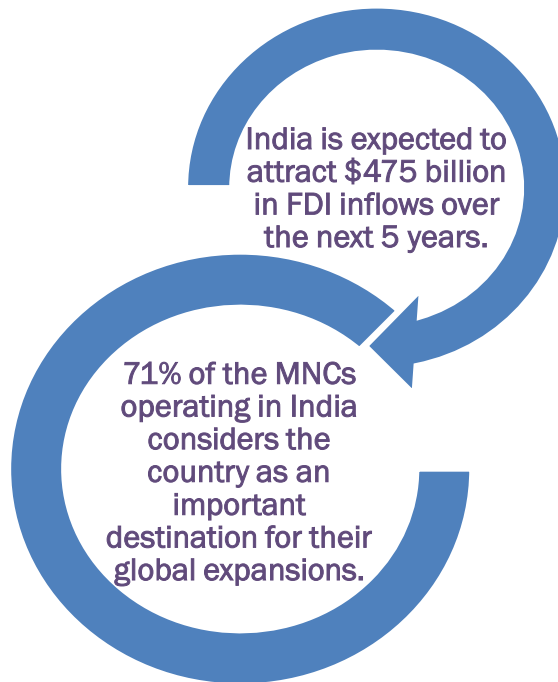 India is expected to
attract $475 billion
in FDI inflows over
the next 5 years.
71% of the MNCs
operating in India
considers the
country as an
important
destination for their
global expansions.